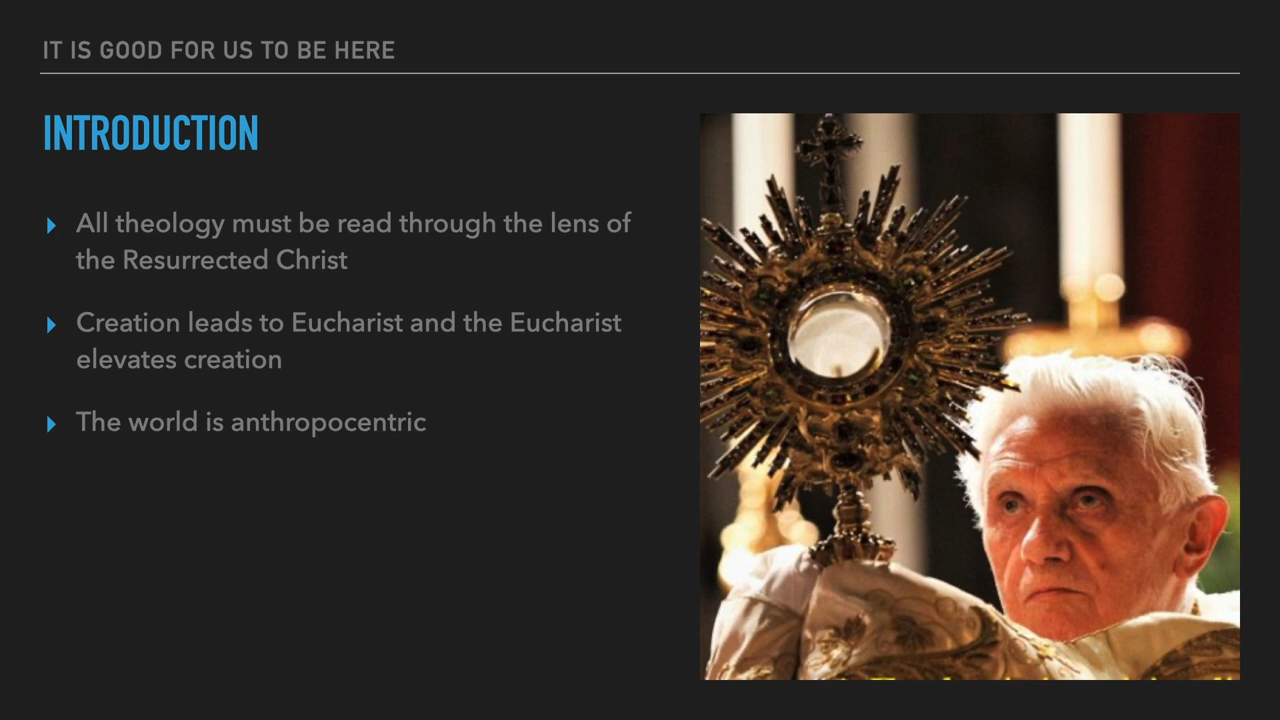 IT IS GOOD FOR US TO BE HERE
INTRODUCTION
All theology must be read through the lens of
the Resurrected Christ
Creation leads to Eucharist and the Eucharist
elevates creation
The world is anthropocentric